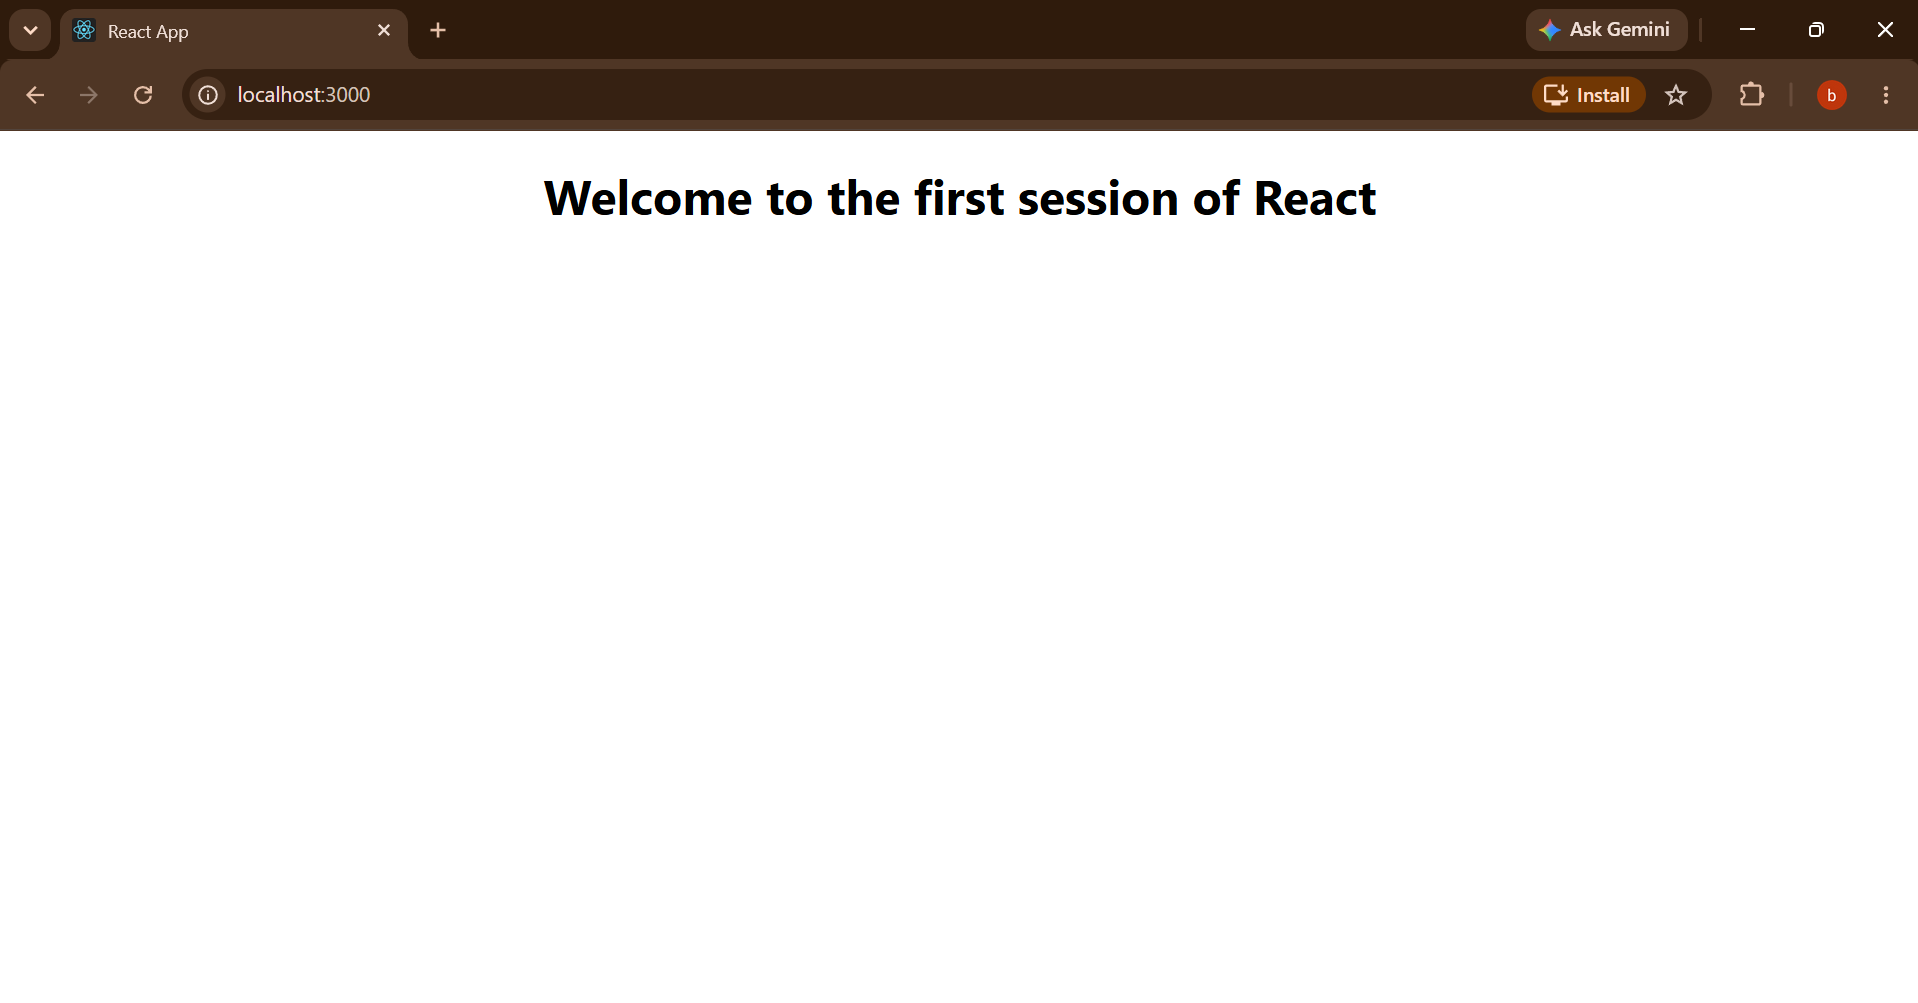 React App
Ask Gemini
localhost:3000
Install
b
Welcome to the first session of React